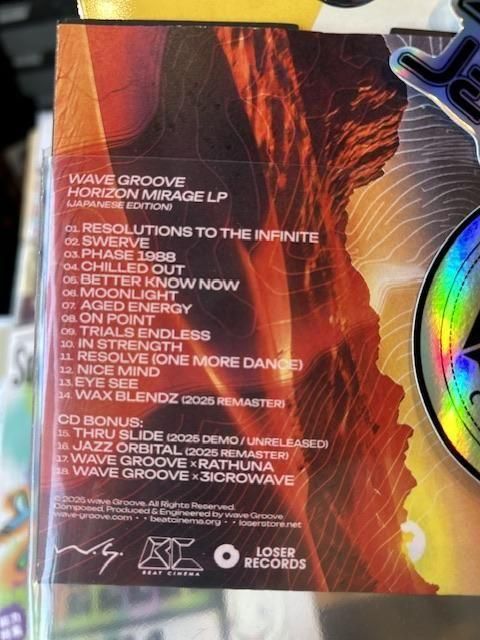 WAVE GROOVE
HORIZON MIRAGE LP
(JAPANESE EDITION)
01. RESOLUTIONS TO THE INFINITE
02. SWERVE
03. PHASE 1988
04. CHILLED OUT
05. BETTER KNOW NOW
06. MOONLIGHT
07. AGED ENERGY
08. ON POINT
09. TRIALS ENDLESS
10. IN STRENGTH
11. RESOLVE (ONE MORE DANCE)
12. NICE MIND
13. EYE SEE
14. WAX BLENDZ (2025 REMASTER)
CD BONUS:
15. THRU SLIDE (2025 DEMO / UNRELEASED)
16. JAZZ ORBITAL (2025 REMASTER)
17. WAVE GROOVE × RATHUNA
18. WAVE GROOVE × 3ICROWAVE
© 2025 wave Groove. All Rights Reserved.
Composed, Produced & Engineered by wave Groove
wave-groove.com • • beatcinema.org • • loserstore.net
W.G.
BC
BEAT CINEMA
LOSER
RECORDS